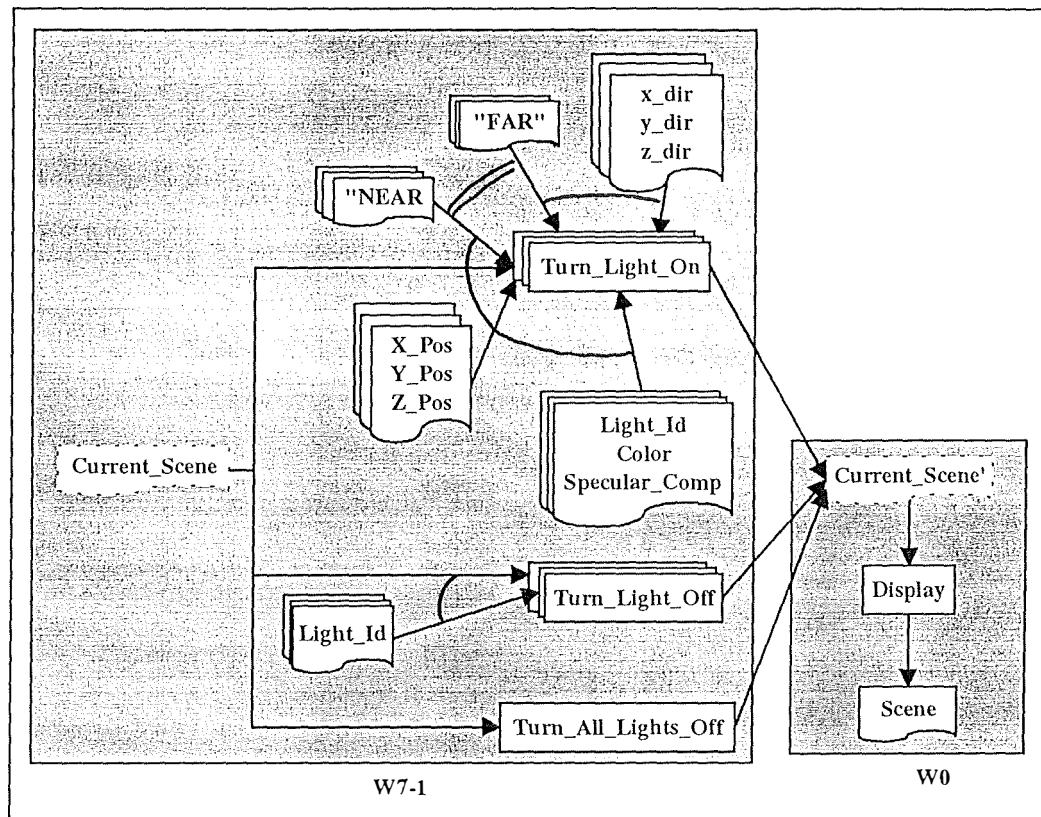 x_dir
y_dir
z_dir
"FAR"
"NEAR
Turn_Light_On
X_Pos
Y_Pos
Z_Pos
Light_Id
Color
Specular_Comp
Current_Scene
Current_Scene'
Turn_Light_Off
Display
Light_Id
Scene
Turn_All_Lights_Off
W7-1
W0